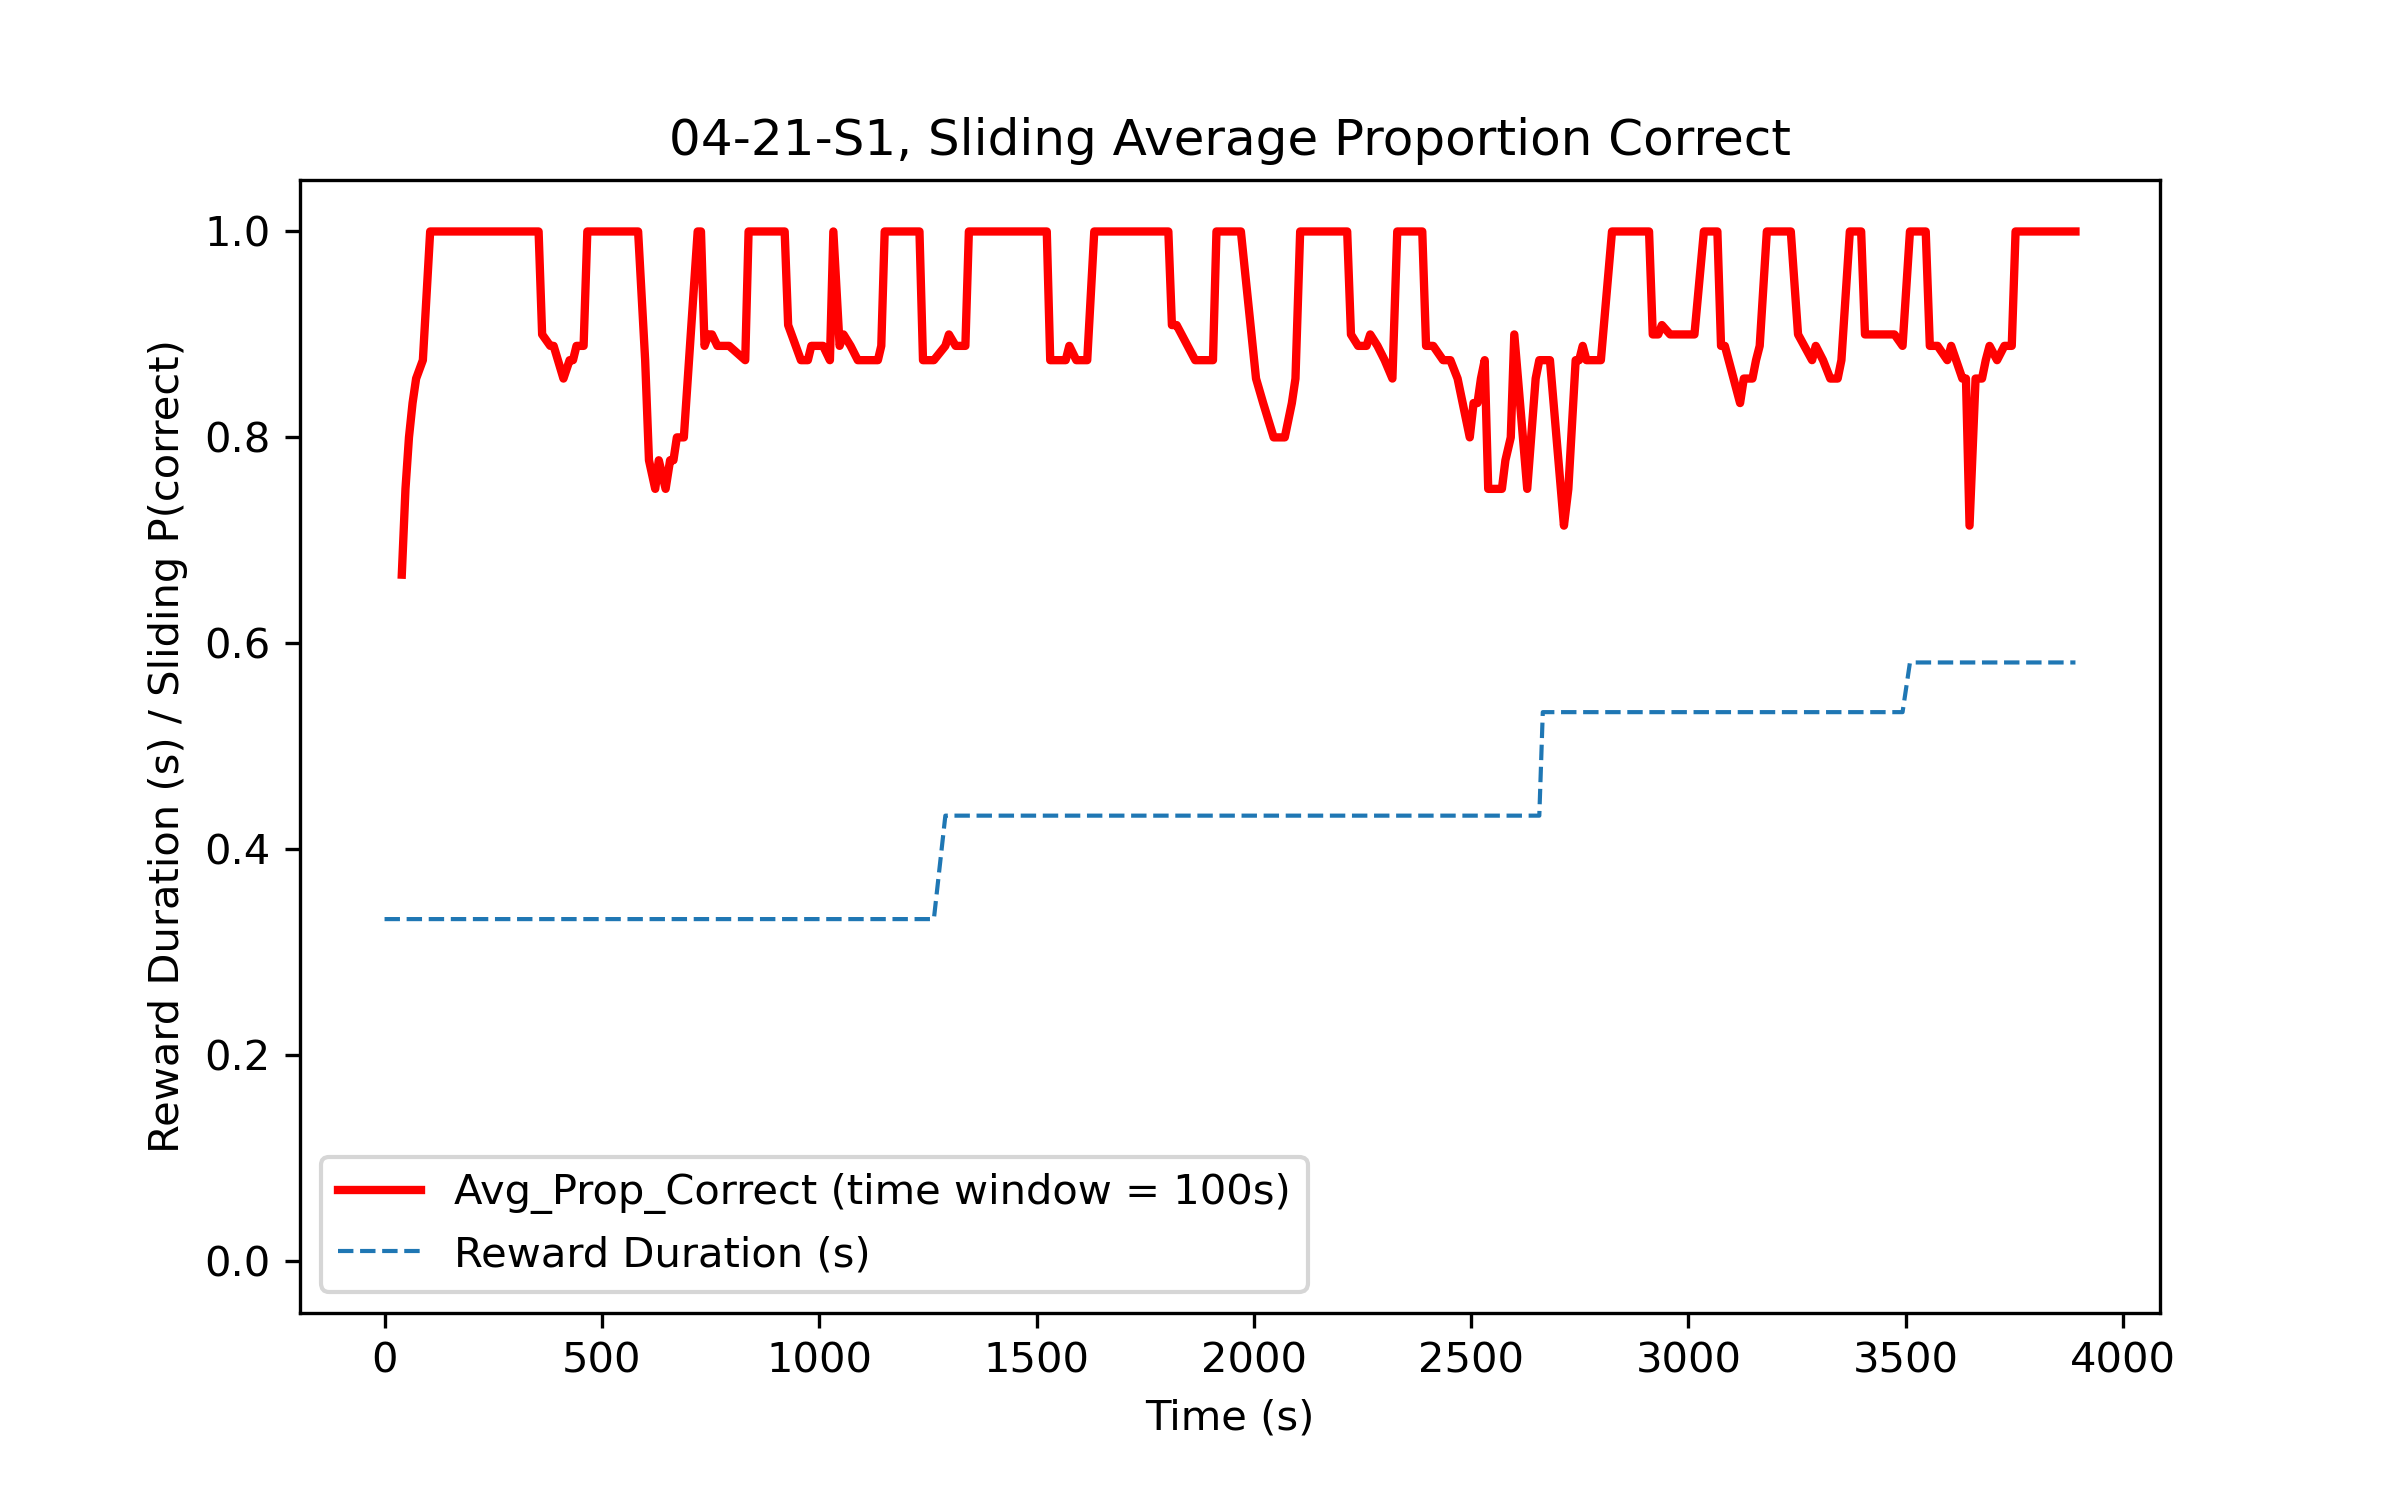 04-21-S1, Sliding Average Proportion Correct
Reward Duration (s) / Sliding P(correct)
1.0
0.8
0.6
0.4
0.2
0.0
Avg_Prop_Correct (time window = 100s)
Reward Duration (s)
0 500 1000 1500 2000 2500 3000 3500 4000
Time (s)